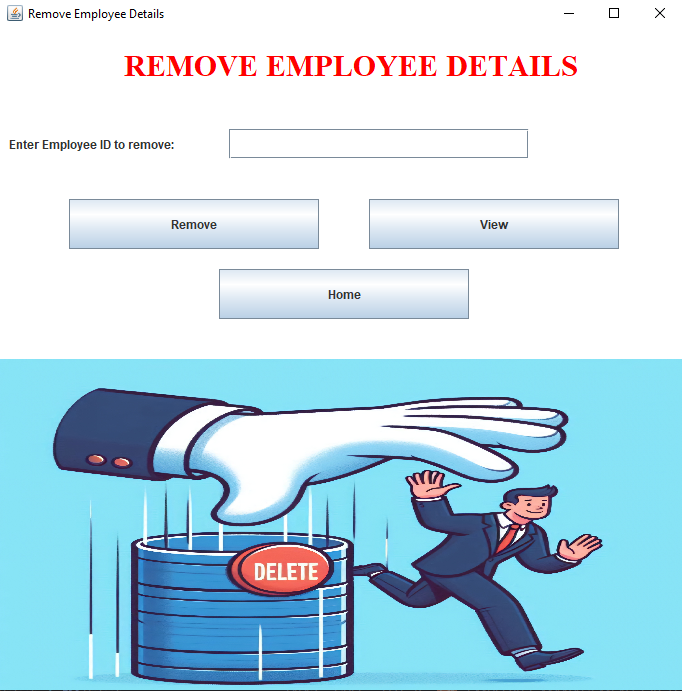 Remove Employee Details
REMOVE EMPLOYEE DETAILS
Enter Employee ID to remove:
Remove
View
Home
DELETE